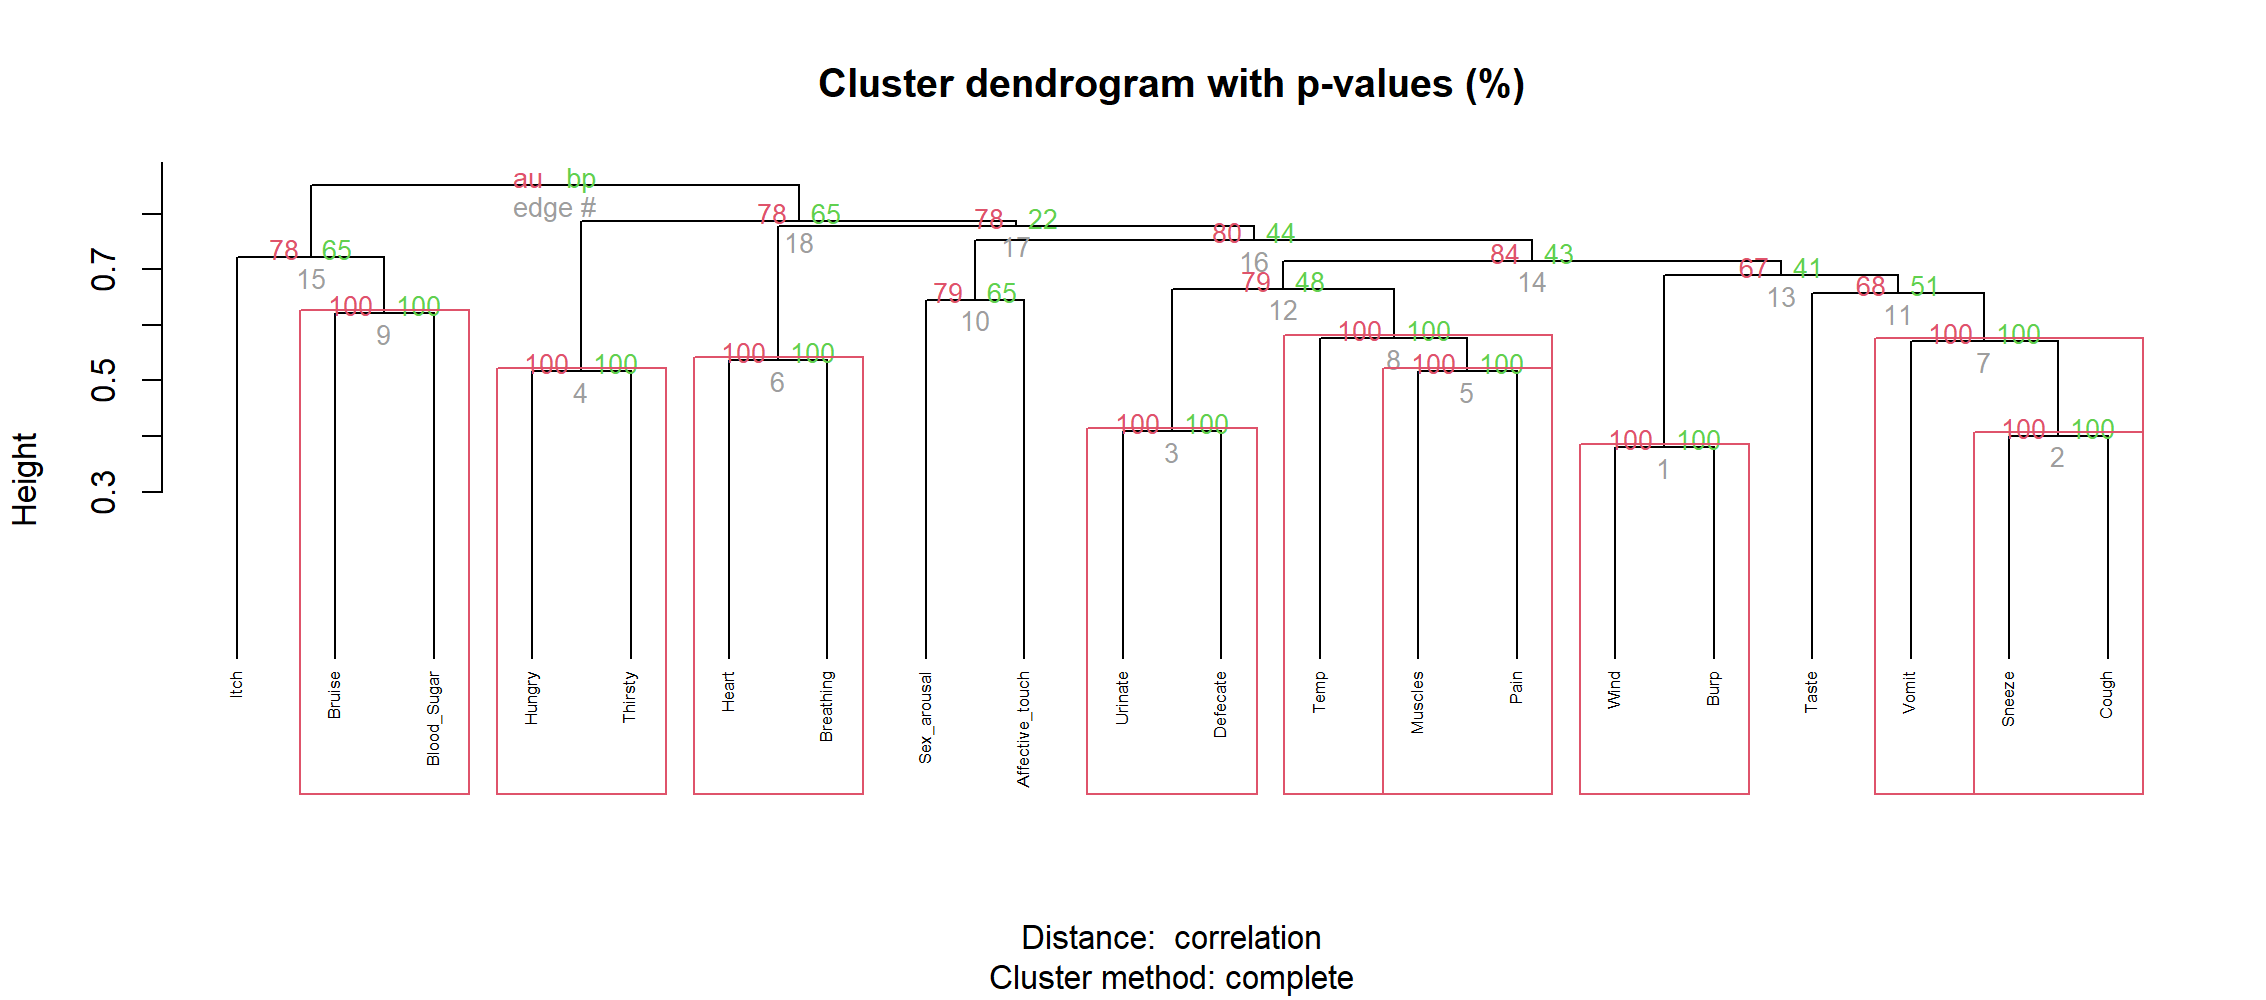 Cluster dendrogram with p-values (%)
Height
0.3
0.5
0.7
au bp
edge #
78 65
18
78 22
17
80 44
16
84 43
14
78 65
15
67 41
13
79 48
12
68 51
11
79 65
10
100 100
9
100 100
8
100 100
7
100 100
6
100 100
4
100 100
5
100 100
3
100 100
2
100 100
1
Itch
Bruise
Blood_Sugar
Hungry
Thirsty
Heart
Breathing
Sex_arousal
Affective_touch
Urinate
Defecate
Temp
Muscles
Pain
Wind
Burp
Taste
Vomit
Sneeze
Cough
Distance: correlation
Cluster method: complete